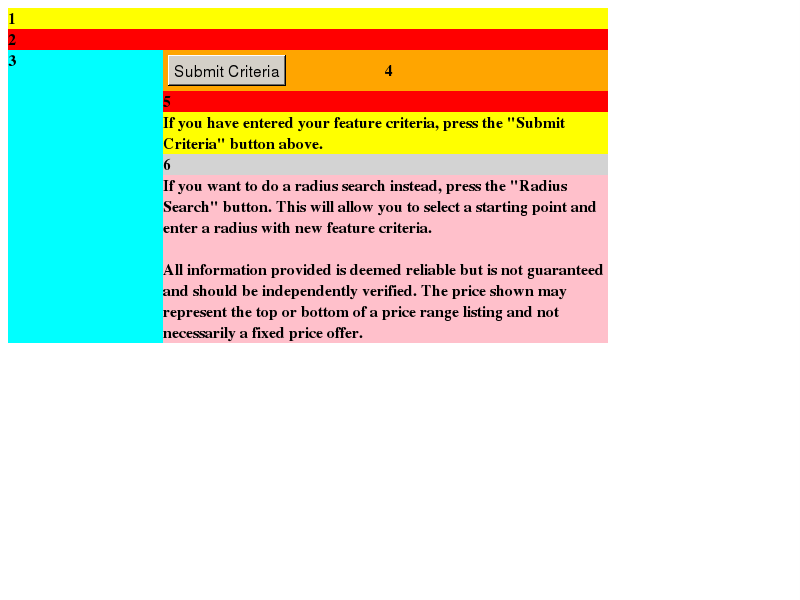 1
2
3
Submit Criteria 4
5
If you have entered your feature criteria, press the "Submit
Criteria" button above.
6
If you want to do a radius search instead, press the "Radius
Search" button. This will allow you to select a starting point and
enter a radius with new feature criteria.
All information provided is deemed reliable but is not guaranteed
and should be independently verified. The price shown may
represent the top or bottom of a price range listing and not
necessarily a fixed price offer.